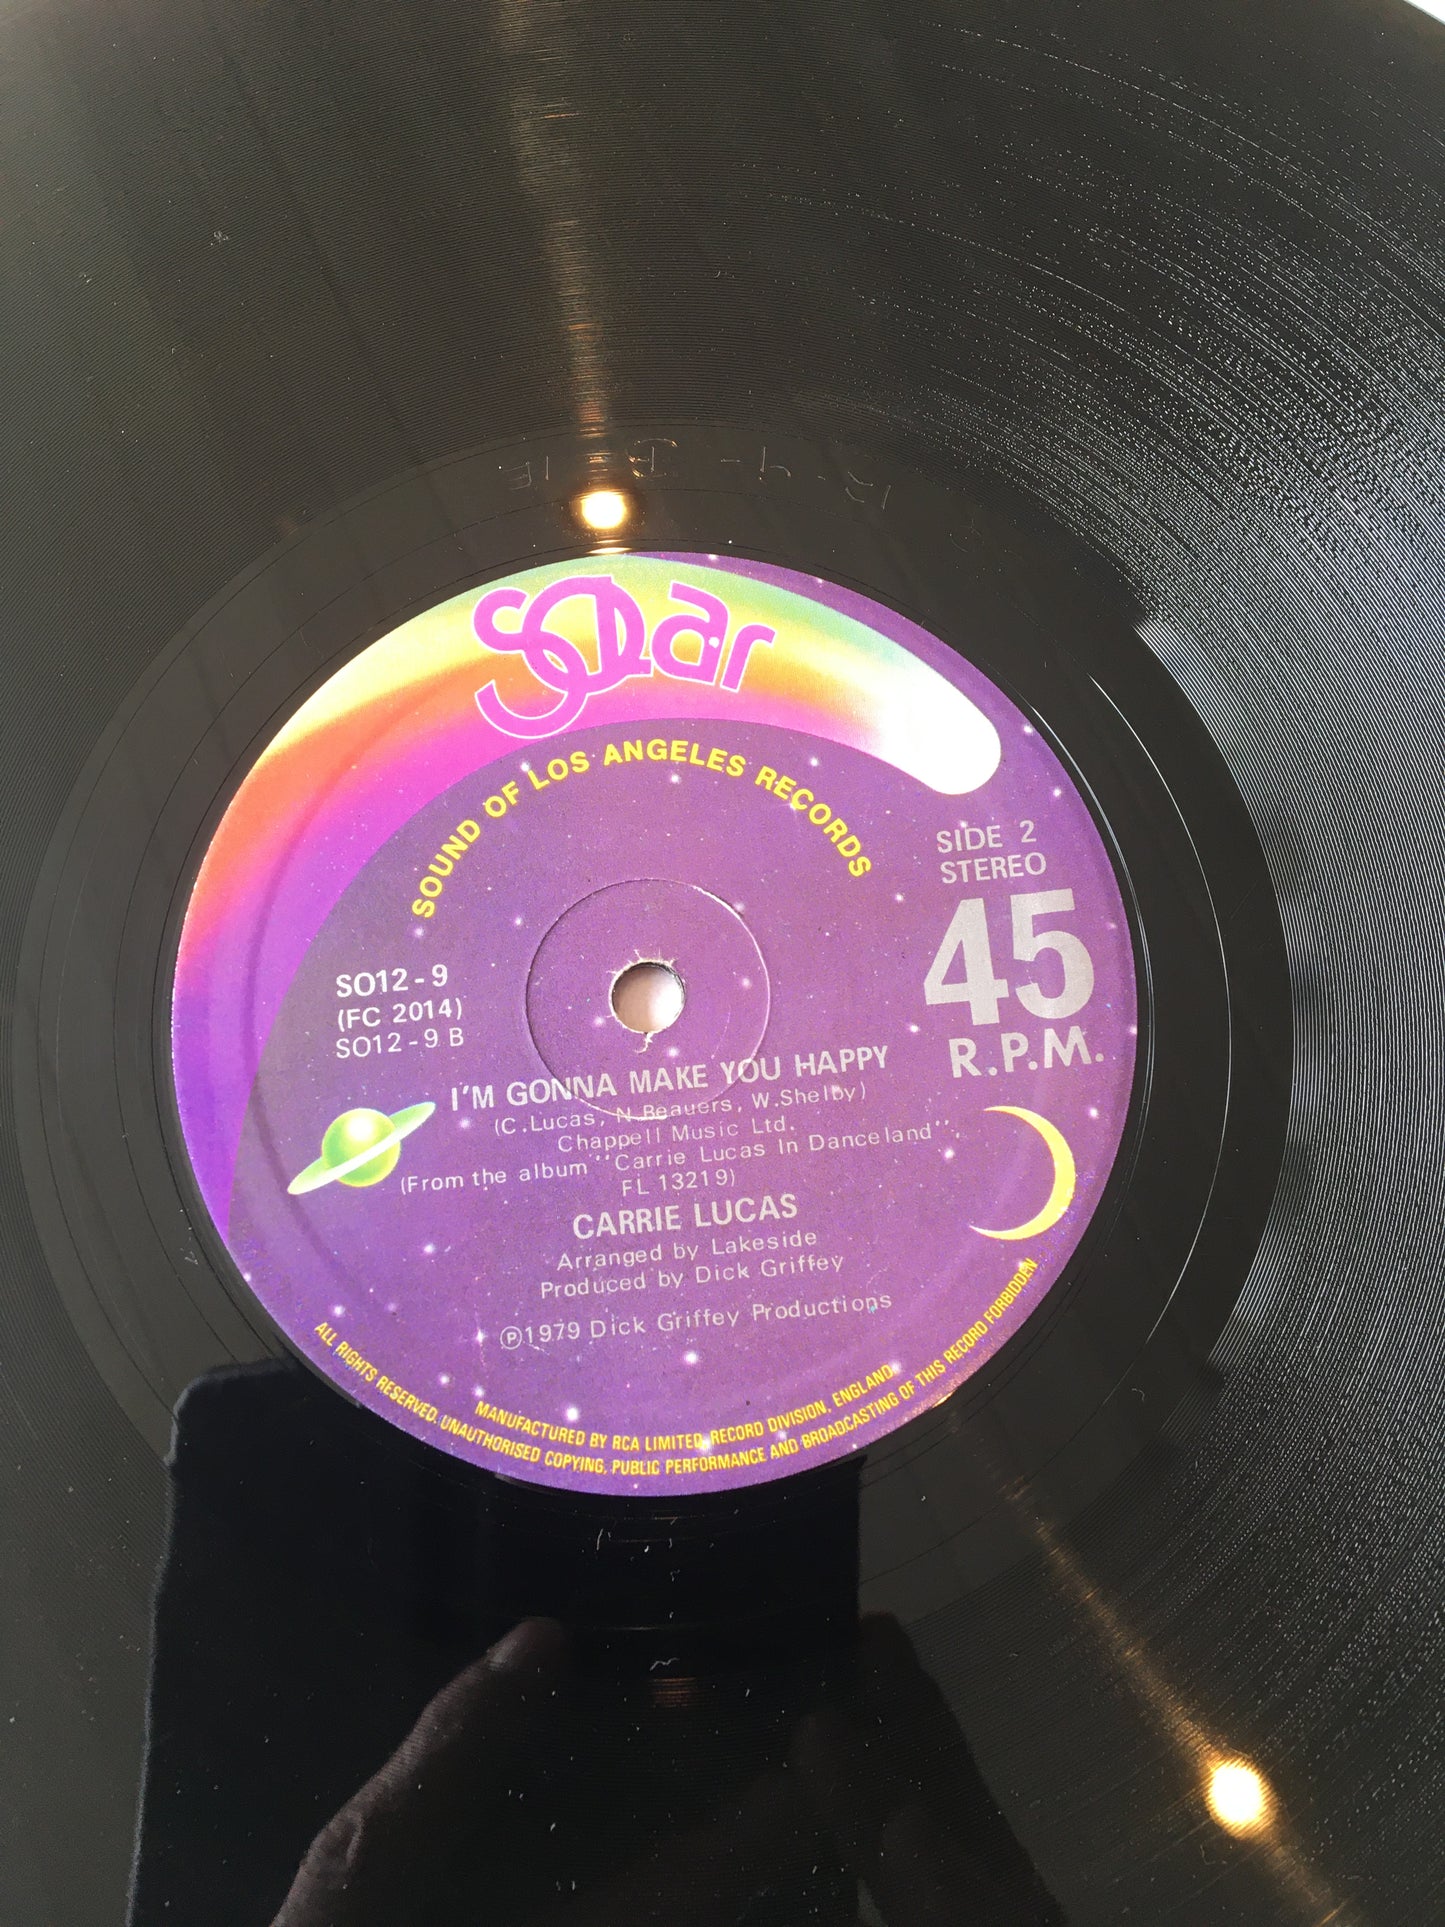 Solar
SOUND OF LOS ANGELES RECORDS
SIDE 2
STEREO
45
R.P.M.
SO12-9
(FC 2014)
SO12-9 B
I'M GONNA MAKE YOU HAPPY
(C.Lucas, N.Beauers, W.Shelby)
Chappell Music Ltd.
(From the album "Carrie Lucas In Danceland",
FL 13219)
CARRIE LUCAS
Arranged by Lakeside
Produced by Dick Griffey
Ⓟ1979 Dick Griffey Productions
MANUFACTURED BY RCA LIMITED, RECORD DIVISION, ENGLAND.
ALL RIGHTS RESERVED. UNAUTHORISED COPYING, PUBLIC PERFORMANCE AND BROADCASTING OF THIS RECORD FORBIDDEN